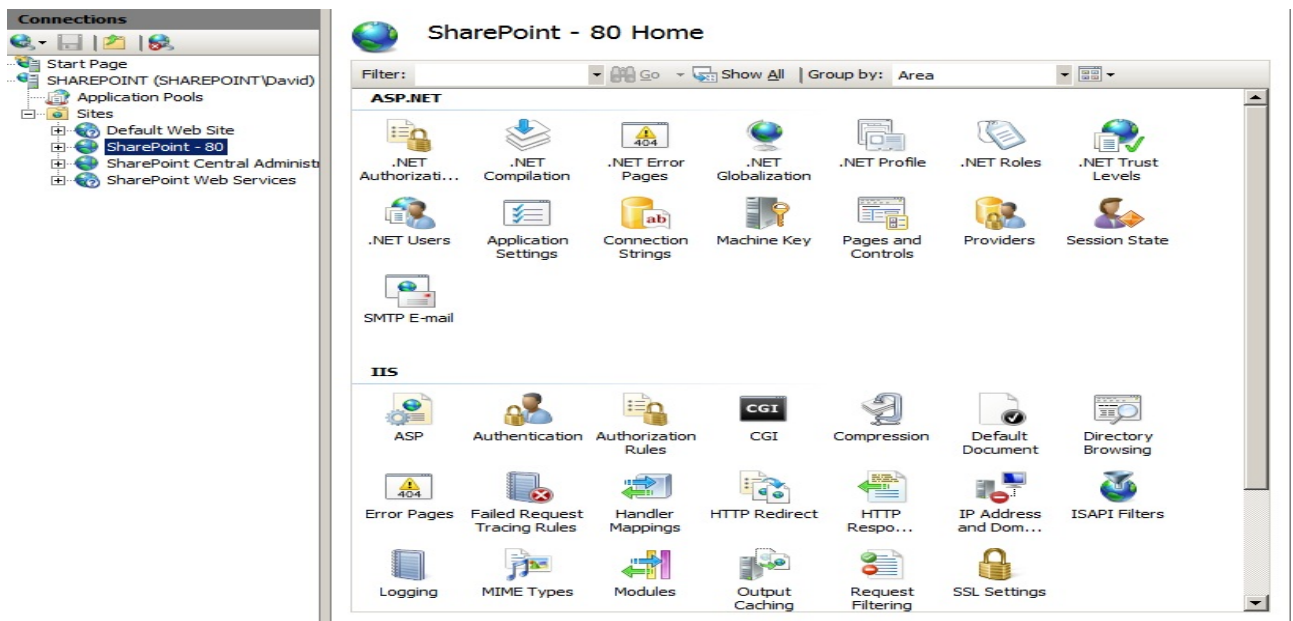 Connections
Start Page
SHAREPOINT (SHAREPOINT\David)
Application Pools
Sites
Default Web Site
SharePoint - 80
SharePoint Central Administr
SharePoint Web Services
SharePoint - 80 Home
Filter: Go Show All Group by: Area
ASP.NET
.NET Authorizati...
.NET Compilation
404
.NET Error Pages
.NET Globalization
.NET Profile
.NET Roles
.NET Trust Levels
.NET Users
Application Settings
ab
Connection Strings
Machine Key
Pages and Controls
Providers
Session State
SMTP E-mail
IIS
ASP
Authentication
Authorization Rules
CGI
CGI
Compression
Default Document
Directory Browsing
404
Error Pages
Failed Request Tracing Rules
Handler Mappings
HTTP Redirect
HTTP Respo...
IP Address and Dom...
ISAPI Filters
Logging
MIME Types
Modules
Output Caching
Request Filtering
SSL Settings